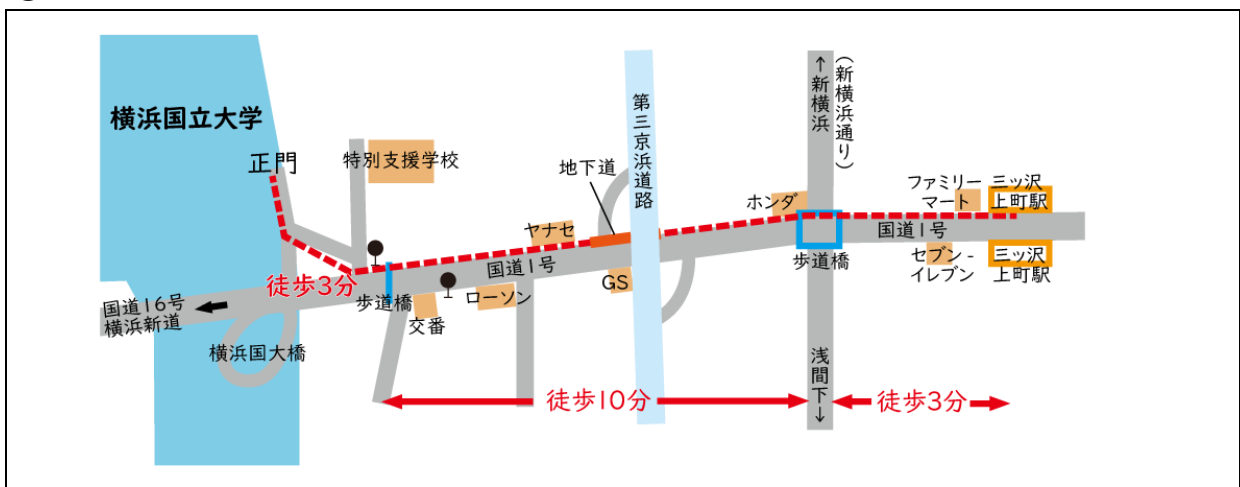 横浜国立大学
正門
特別支援学校
地下道
第三京浜道路
ヤナセ
ホンダ
↑新横浜
(新横浜通り)
ファミリー
マート
三ッ沢
上町駅
国道1号
セブン-
イレブン
三ッ沢
上町駅
歩道橋
国道1号
GS
徒歩3分
歩道橋
ローソン
交番
国道16号
横浜新道
横浜国大橋
浅間下↓
徒歩10分
徒歩3分